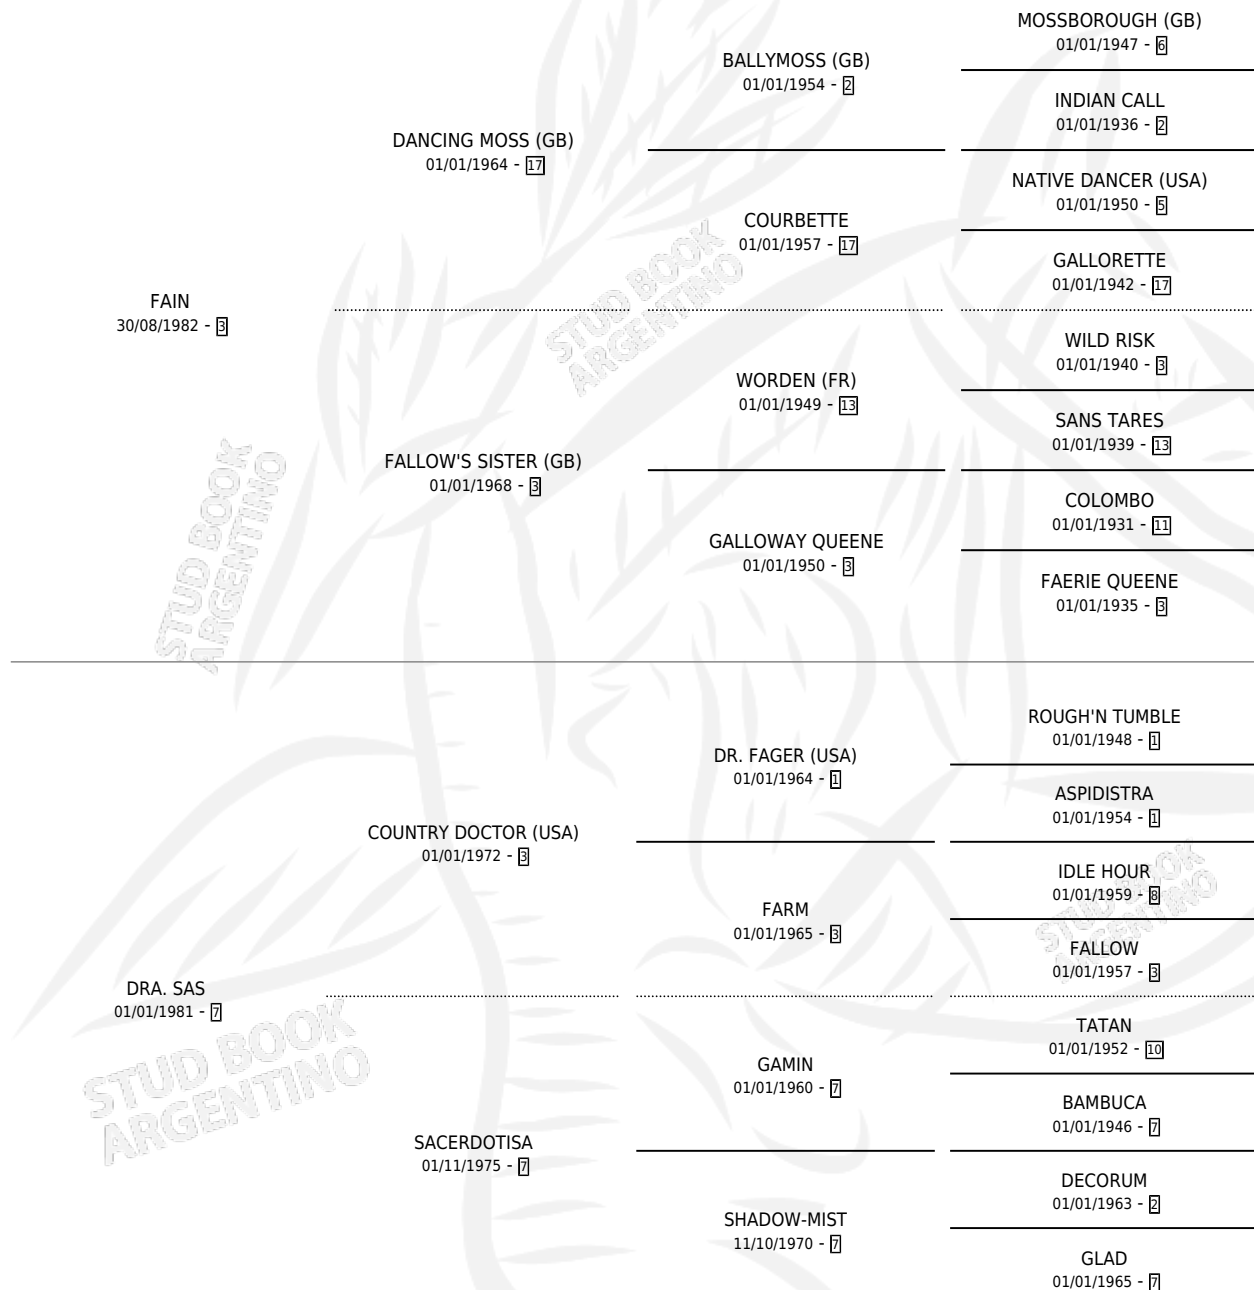 MOSSBOROUGH (GB)
01/01/1947 - 6
BALLYMOSS (GB)
01/01/1954 - 2
INDIAN CALL
01/01/1936 - 2
DANCING MOSS (GB)
01/01/1964 - 17
NATIVE DANCER (USA)
01/01/1950 - 5
COURBETTE
01/01/1957 - 17
GALLORETTE
01/01/1942 - 17
FAIN
30/08/1982 - 3
WILD RISK
01/01/1940 - 3
WORDEN (FR)
01/01/1949 - 13
SANS TARES
01/01/1939 - 13
FALLOW'S SISTER (GB)
01/01/1968 - 3
COLOMBO
01/01/1931 - 11
GALLOWAY QUEENE
01/01/1950 - 3
FAERIE QUEENE
01/01/1935 - 3
ROUGH'N TUMBLE
01/01/1948 - 1
DR. FAGER (USA)
01/01/1964 - 1
ASPIDISTRA
01/01/1954 - 1
COUNTRY DOCTOR (USA)
01/01/1972 - 3
IDLE HOUR
01/01/1959 - 8
FARM
01/01/1965 - 3
FALLOW
01/01/1957 - 3
DRA. SAS
01/01/1981 - 7
TATAN
01/01/1952 - 10
GAMIN
01/01/1960 - 7
BAMBUCA
01/01/1946 - 7
SACERDOTISA
01/11/1975 - 7
DECORUM
01/01/1963 - 2
SHADOW-MIST
11/10/1970 - 7
GLAD
01/01/1965 - 7
STUD BOOK
ARGENTINO
STUD BOOK
ARGENTINO
STUD BOOK
ARGENTINO
STUD BOOK
ARGENTINO